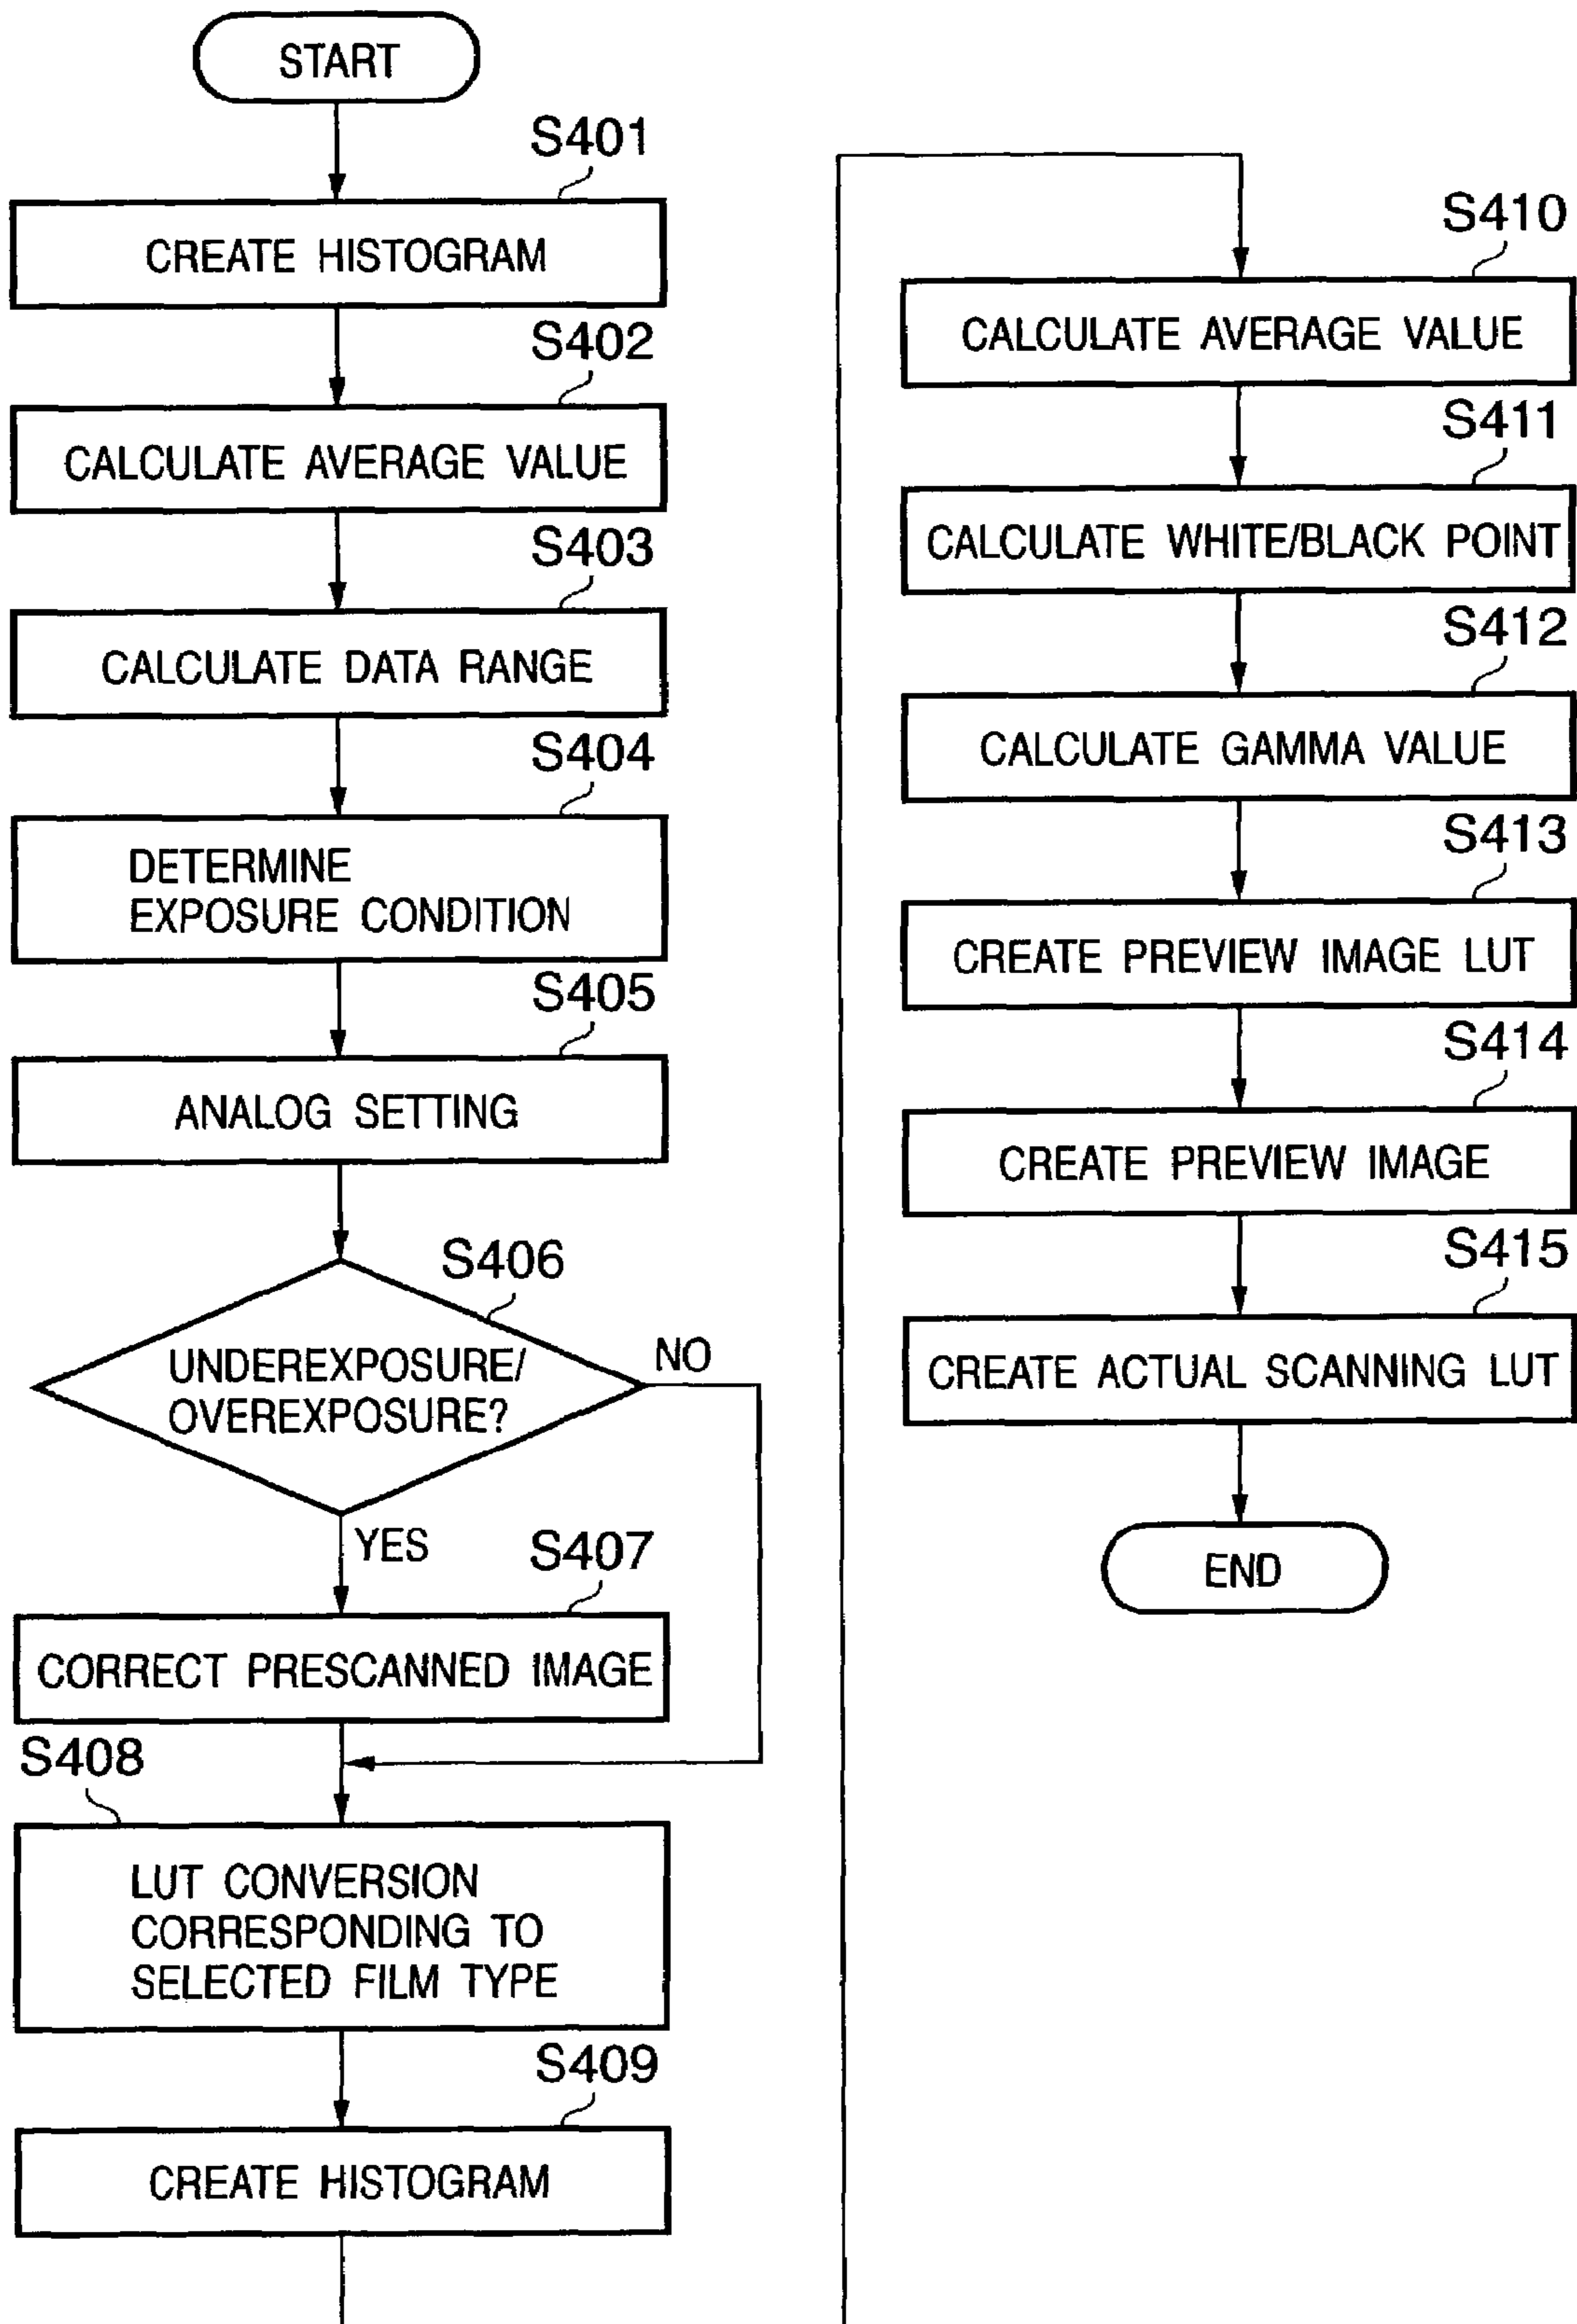 START
S401
CREATE HISTOGRAM
S402
CALCULATE AVERAGE VALUE
S403
CALCULATE DATA RANGE
S404
DETERMINE
EXPOSURE CONDITION
S405
ANALOG SETTING
S406
UNDEREXPOSURE/
OVEREXPOSURE?
NO
YES
S407
CORRECT PRESCANNED IMAGE
S408
LUT CONVERSION
CORRESPONDING TO
SELECTED FILM TYPE
S409
CREATE HISTOGRAM
S410
CALCULATE AVERAGE VALUE
S411
CALCULATE WHITE/BLACK POINT
S412
CALCULATE GAMMA VALUE
S413
CREATE PREVIEW IMAGE LUT
S414
CREATE PREVIEW IMAGE
S415
CREATE ACTUAL SCANNING LUT
END